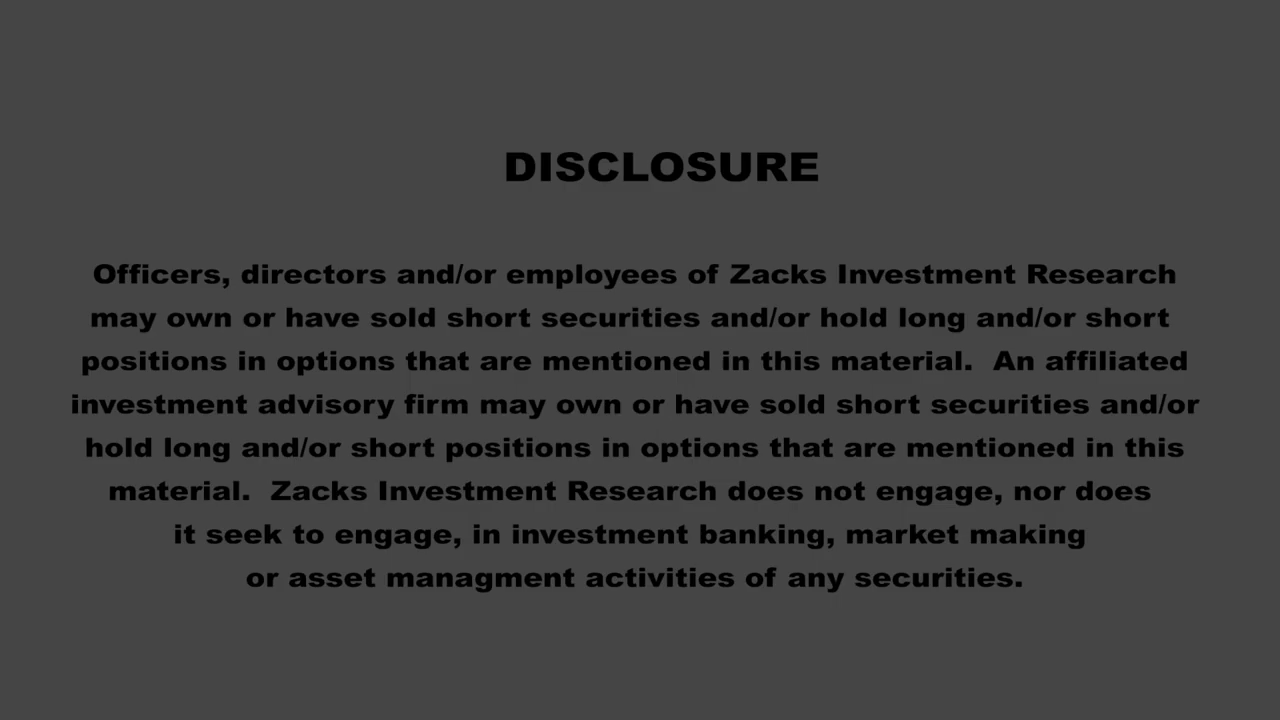 DISCLOSURE
Officers, directors and/or employees of Zacks Investment Research
may own or have sold short securities and/or hold long and/or short
positions in options that are mentioned in this material.  An affiliated
investment advisory firm may own or have sold short securities and/or
hold long and/or short positions in options that are mentioned in this
material.  Zacks Investment Research does not engage, nor does
it seek to engage, in investment banking, market making
or asset managment activities of any securities.